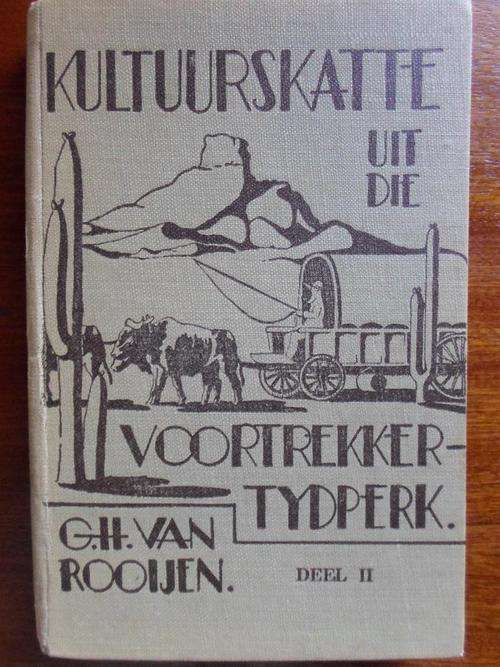 KULTUURSKATTE
UIT
DIE
VOORTREKKER-
TYDPERK.
G.H. VAN
ROOIJEN.
DEEL II